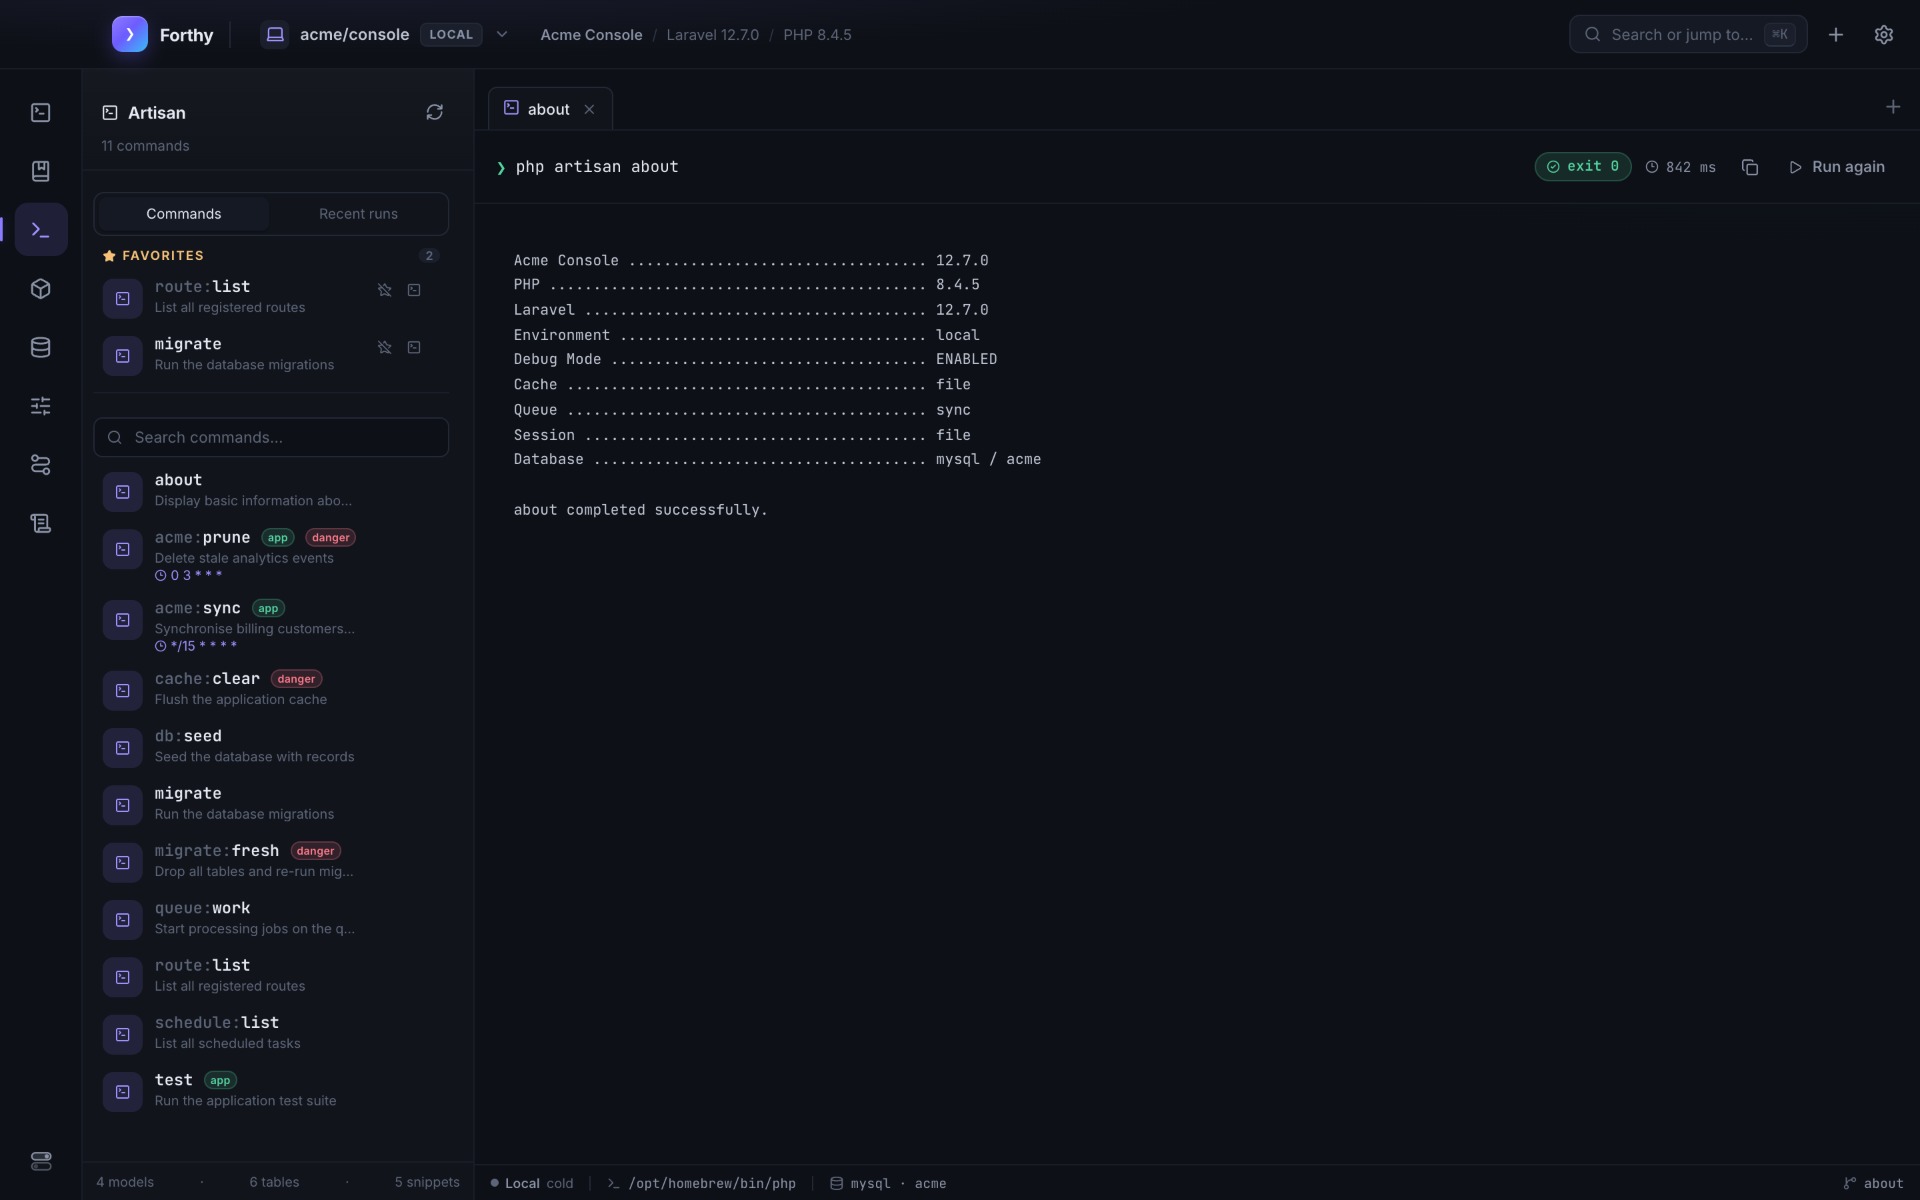 Forthy
acme/console LOCAL
Acme Console / Laravel 12.7.0 / PHP 8.4.5
Search or jump to... ⌘K
Artisan
11 commands
Commands Recent runs
FAVORITES 2
route:list
List all registered routes
migrate
Run the database migrations
Search commands...
about
Display basic information abo...
acme:prune app danger
Delete stale analytics events
0 3 * * *
acme:sync app
Synchronise billing customers...
*/15 * * * *
cache:clear danger
Flush the application cache
db:seed
Seed the database with records
migrate
Run the database migrations
migrate:fresh danger
Drop all tables and re-run mig...
queue:work
Start processing jobs on the q...
route:list
List all registered routes
schedule:list
List all scheduled tasks
test app
Run the application test suite
4 models · 6 tables · 5 snippets
about
❯ php artisan about
exit 0 842 ms Run again
Acme Console .................................. 12.7.0
PHP ........................................... 8.4.5
Laravel ....................................... 12.7.0
Environment ................................... local
Debug Mode .................................... ENABLED
Cache ......................................... file
Queue ......................................... sync
Session ....................................... file
Database ...................................... mysql / acme
about completed successfully.
Local cold /opt/homebrew/bin/php mysql · acme about